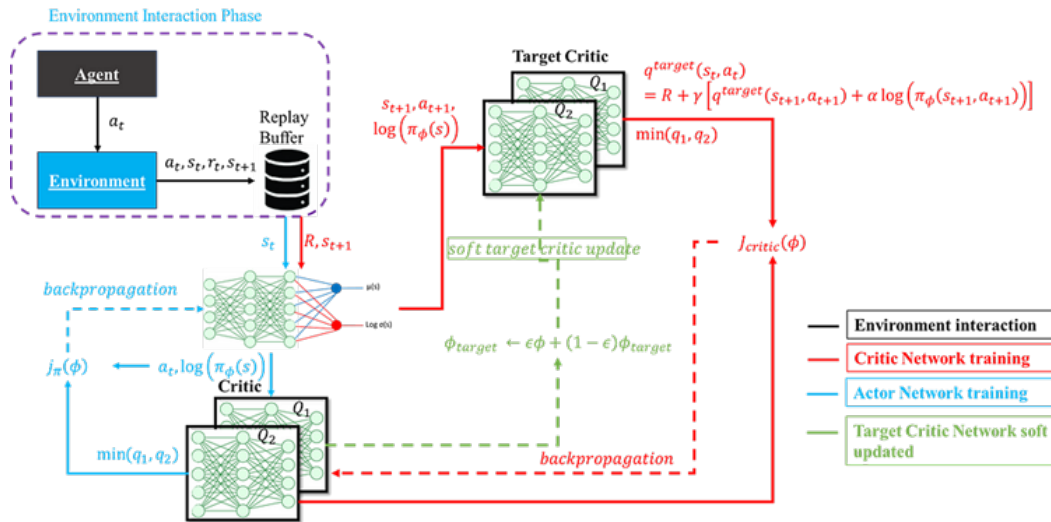 Environment Interaction Phase
Agent
a_t
Environment
a_t, s_t, r_t, s_{t+1}
Replay
Buffer
s_t
R, s_{t+1}
μ(s)
Log σ(s)
backpropagation
j_π(ϕ)
a_t, log(π_ϕ(s))
Critic
Q_1
Q_2
min(q_1, q_2)
s_{t+1}, a_{t+1},
log(π_ϕ(s))
Target Critic
Q_1
Q_2
q^{target}(s_t, a_t)
= R + γ [q^{target}(s_{t+1}, a_{t+1}) + α log(π_ϕ(s_{t+1}, a_{t+1}))]
min(q_1, q_2)
soft target critic update
ϕ_{target} ← ϵϕ + (1 − ϵ)ϕ_{target}
J_{critic}(ϕ)
backpropagation
Environment interaction
Critic Network training
Actor Network training
Target Critic Network soft
updated